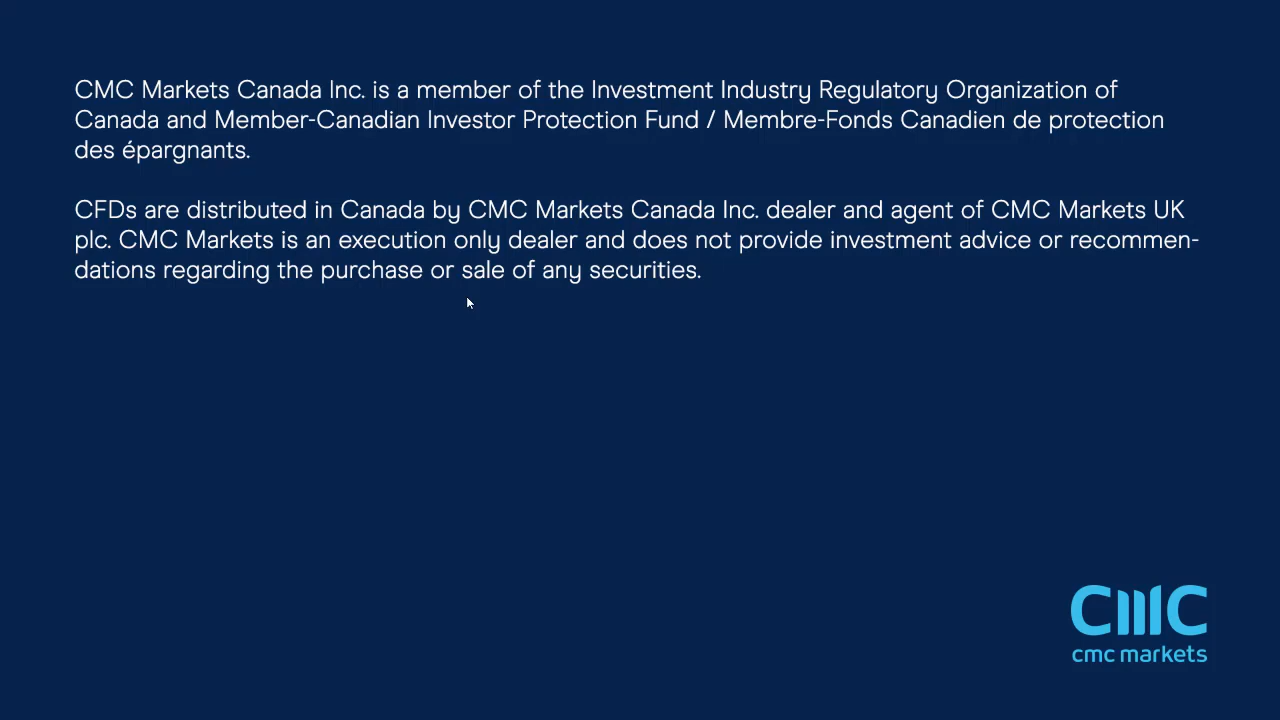 CMC Markets Canada Inc. is a member of the Investment Industry Regulatory Organization of
Canada and Member-Canadian Investor Protection Fund / Membre-Fonds Canadien de protection
des épargnants.
CFDs are distributed in Canada by CMC Markets Canada Inc. dealer and agent of CMC Markets UK
plc. CMC Markets is an execution only dealer and does not provide investment advice or recommen-
dations regarding the purchase or sale of any securities.
CMC
cmc markets